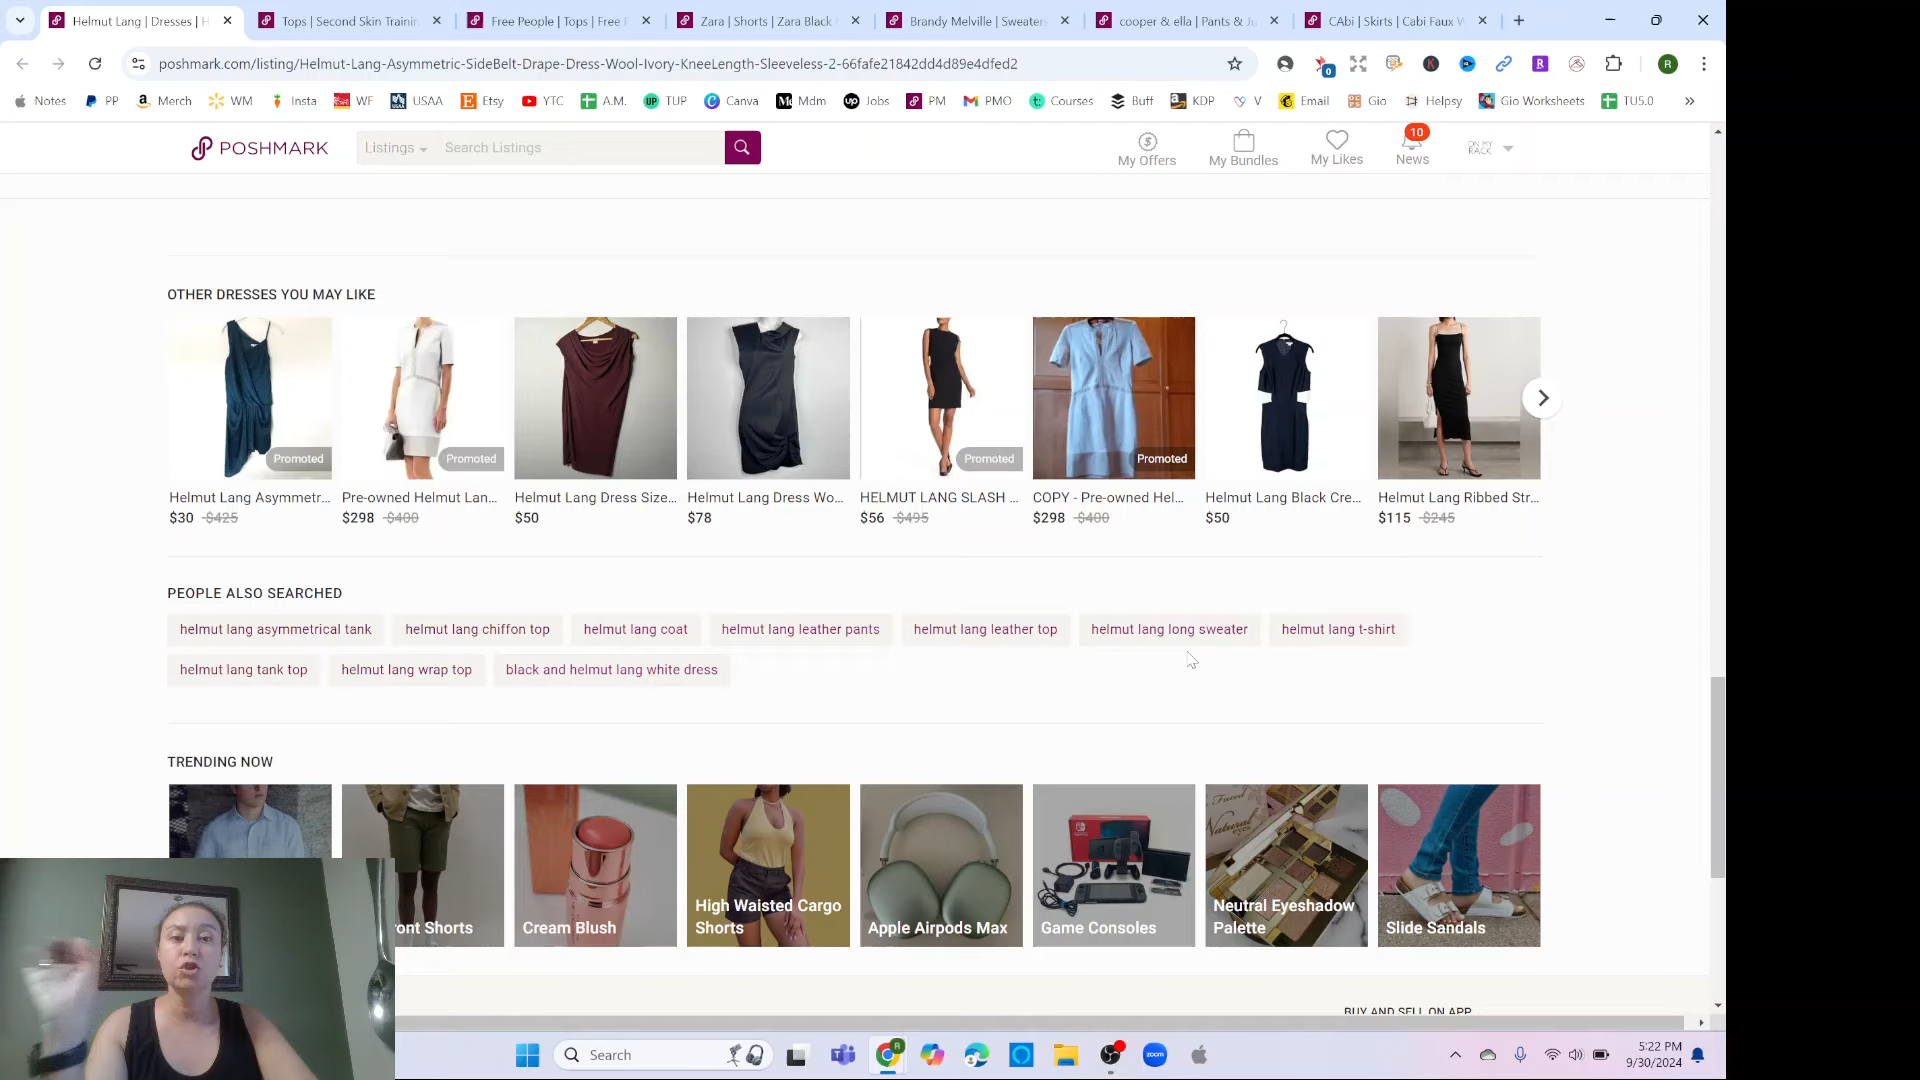 Helmut Lang | Dresses | H
Tops | Second Skin Trainin
Free People | Tops | Free P
Zara | Shorts | Zara Black
Brandy Melville | Sweaters
cooper & ella | Pants & Ju
CAbi | Skirts | Cabi Faux W
poshmark.com/listing/Helmut-Lang-Asymmetric-SideBelt-Drape-Dress-Wool-Ivory-KneeLength-Sleeveless-2-66fafe21842dd4d89e4dfed2
0
R
R
Notes PP Merch WM Insta WF USAA Etsy YTC A.M. TUP Canva Mdm Jobs PM PMO Courses Buff KDP V Email Gio Helpsy Gio Worksheets TU5.0 »
POSHMARK
Listings
Search Listings
My Offers
My Bundles
My Likes
10
News
ON MY
RACK
OTHER DRESSES YOU MAY LIKE
Promoted
Promoted
Promoted
Promoted
Helmut Lang Asymmetr... Pre-owned Helmut Lan... Helmut Lang Dress Size... Helmut Lang Dress Wo... HELMUT LANG SLASH ... COPY - Pre-owned Hel... Helmut Lang Black Cre... Helmut Lang Ribbed Str...
$30 $425 $298 $400 $50 $78 $56 $495 $298 $400 $50 $115 $245
PEOPLE ALSO SEARCHED
helmut lang asymmetrical tank helmut lang chiffon top helmut lang coat helmut lang leather pants helmut lang leather top helmut lang long sweater helmut lang t-shirt
helmut lang tank top helmut lang wrap top black and helmut lang white dress
TRENDING NOW
ront Shorts
Cream Blush
High Waisted Cargo
Shorts
Apple Airpods Max
Game Consoles
Neutral Eyeshadow
Palette
Slide Sandals
BUY AND SELL ON APP
Search
zoom
5:22 PM
9/30/2024